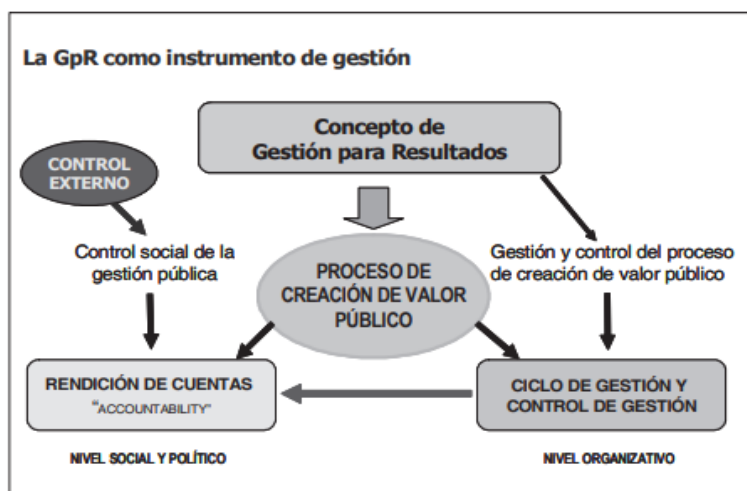 La GpR como instrumento de gestión
Concepto de
Gestión para Resultados
CONTROL
EXTERNO
Control social de la
gestión pública
PROCESO DE
CREACIÓN DE VALOR
PÚBLICO
Gestión y control del proceso
de creación de valor público
RENDICIÓN DE CUENTAS
"ACCOUNTABILITY"
CICLO DE GESTIÓN Y
CONTROL DE GESTIÓN
NIVEL SOCIAL Y POLÍTICO
NIVEL ORGANIZATIVO